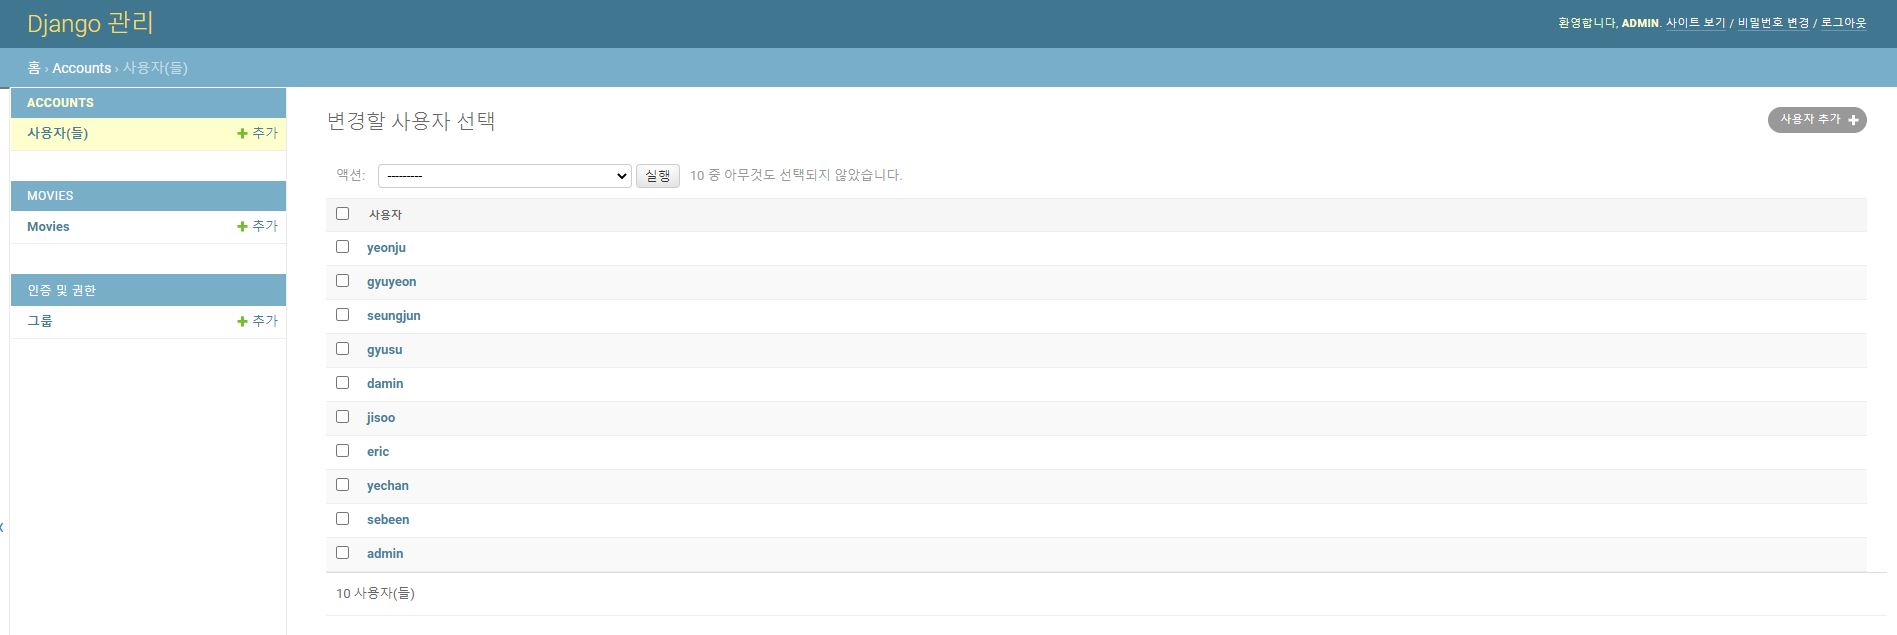 Django 관리
환영합니다, ADMIN. 사이트 보기 / 비밀번호 변경 / 로그아웃
홈 › Accounts › 사용자(들)
ACCOUNTS
사용자(들) 추가
MOVIES
Movies 추가
인증 및 권한
그룹 추가
변경할 사용자 선택
사용자 추가
액션: --------- 실행 10 중 아무것도 선택되지 않았습니다.
사용자
yeonju
gyuyeon
seungjun
gyusu
damin
jisoo
eric
yechan
sebeen
admin
10 사용자(들)